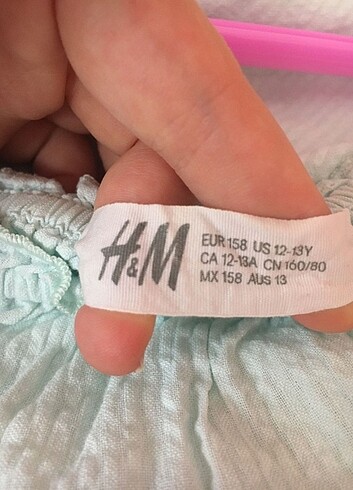 H&M
EUR 158 US 12-13Y
CA 12-13A CN 160/80
MX 158 AUS 13